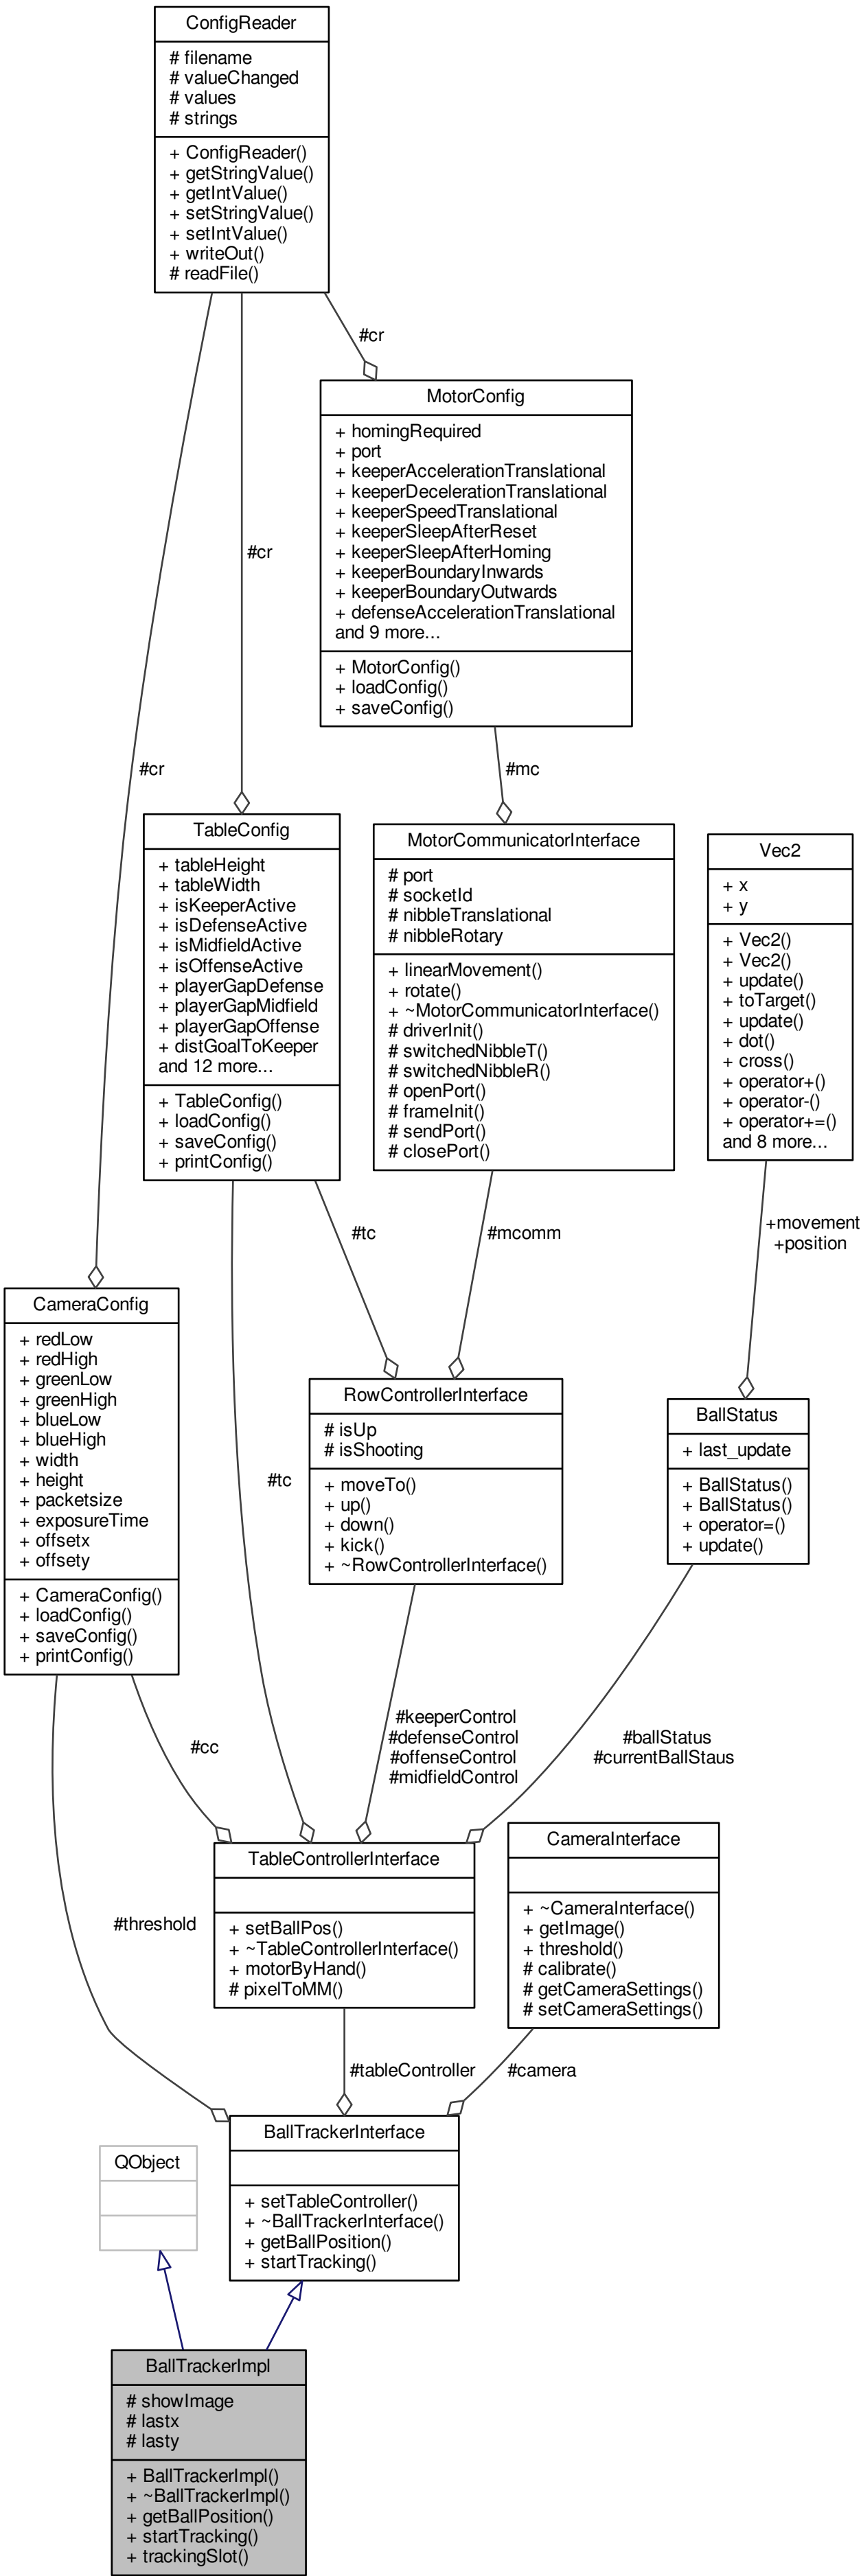 ConfigReader
# filename
# valueChanged
# values
# strings
+ ConfigReader()
+ getStringValue()
+ getIntValue()
+ setStringValue()
+ setIntValue()
+ writeOut()
# readFile()
#cr
MotorConfig
+ homingRequired
+ port
+ keeperAccelerationTranslational
+ keeperDecelerationTranslational
+ keeperSpeedTranslational
+ keeperSleepAfterReset
+ keeperSleepAfterHoming
+ keeperBoundaryInwards
+ keeperBoundaryOutwards
+ defenseAccelerationTranslational
and 9 more...
+ MotorConfig()
+ loadConfig()
+ saveConfig()
#cr
#cr
#mc
TableConfig
+ tableHeight
+ tableWidth
+ isKeeperActive
+ isDefenseActive
+ isMidfieldActive
+ isOffenseActive
+ playerGapDefense
+ playerGapMidfield
+ playerGapOffense
+ distGoalToKeeper
and 12 more...
+ TableConfig()
+ loadConfig()
+ saveConfig()
+ printConfig()
MotorCommunicatorInterface
# port
# socketId
# nibbleTranslational
# nibbleRotary
+ linearMovement()
+ rotate()
+ ~MotorCommunicatorInterface()
# driverInit()
# switchedNibbleT()
# switchedNibbleR()
# openPort()
# frameInit()
# sendPort()
# closePort()
Vec2
+ x
+ y
+ Vec2()
+ Vec2()
+ update()
+ toTarget()
+ update()
+ dot()
+ cross()
+ operator+()
+ operator-()
+ operator+=()
and 8 more...
#tc
#mcomm
+movement
+position
CameraConfig
+ redLow
+ redHigh
+ greenLow
+ greenHigh
+ blueLow
+ blueHigh
+ width
+ height
+ packetsize
+ exposureTime
+ offsetx
+ offsety
+ CameraConfig()
+ loadConfig()
+ saveConfig()
+ printConfig()
#tc
RowControllerInterface
# isUp
# isShooting
+ moveTo()
+ up()
+ down()
+ kick()
+ ~RowControllerInterface()
BallStatus
+ last_update
+ BallStatus()
+ BallStatus()
+ operator=()
+ update()
#cc
#keeperControl
#defenseControl
#offenseControl
#midfieldControl
#ballStatus
#currentBallStaus
#threshold
TableControllerInterface
+ setBallPos()
+ ~TableControllerInterface()
+ motorByHand()
# pixelToMM()
CameraInterface
+ ~CameraInterface()
+ getImage()
+ threshold()
# calibrate()
# getCameraSettings()
# setCameraSettings()
#tableController
#camera
QObject
BallTrackerInterface
+ setTableController()
+ ~BallTrackerInterface()
+ getBallPosition()
+ startTracking()
BallTrackerImpl
# showImage
# lastx
# lasty
+ BallTrackerImpl()
+ ~BallTrackerImpl()
+ getBallPosition()
+ startTracking()
+ trackingSlot()